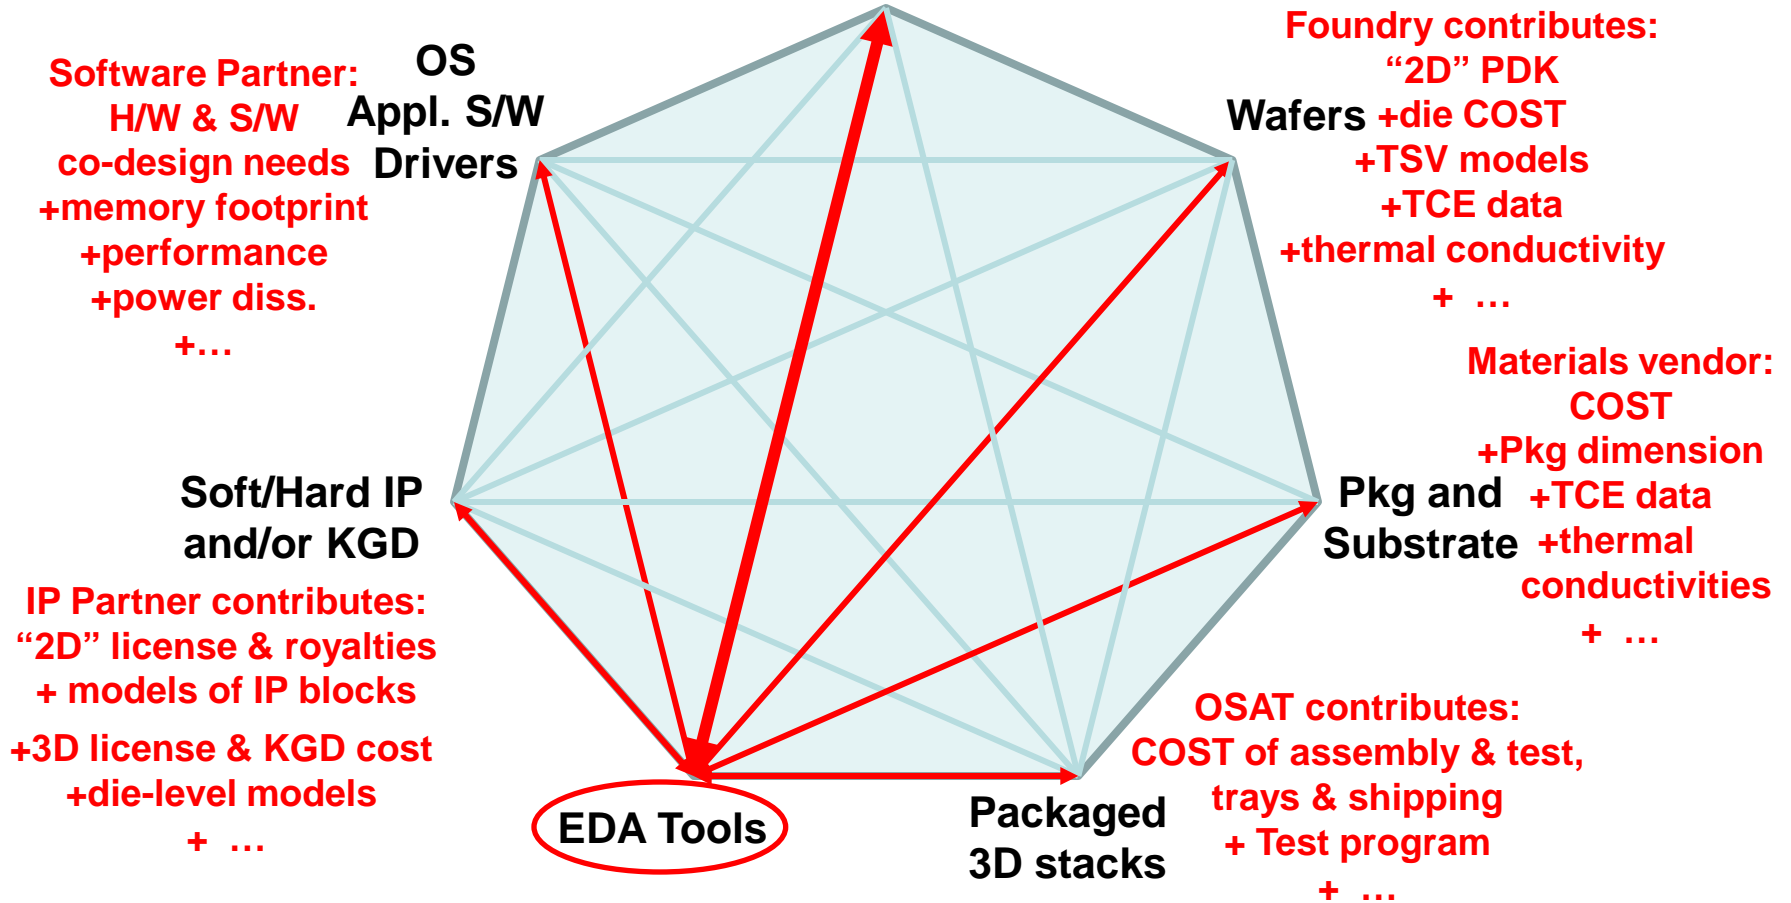 Software Partner:
H/W & S/W
co-design needs
+memory footprint
+performance
+power diss.
+…
OS
Appl. S/W
Drivers
Foundry contributes:
“2D” PDK
+die COST
+TSV models
+TCE data
+thermal conductivity
+ …
Wafers
Materials vendor:
COST
+Pkg dimension
+TCE data
+thermal
conductivities
+ …
Pkg and
Substrate
Soft/Hard IP
and/or KGD
IP Partner contributes:
“2D” license & royalties
+ models of IP blocks
+3D license & KGD cost
+die-level models
+ …
EDA Tools
Packaged
3D stacks
OSAT contributes:
COST of assembly & test,
trays & shipping
+ Test program
+ …